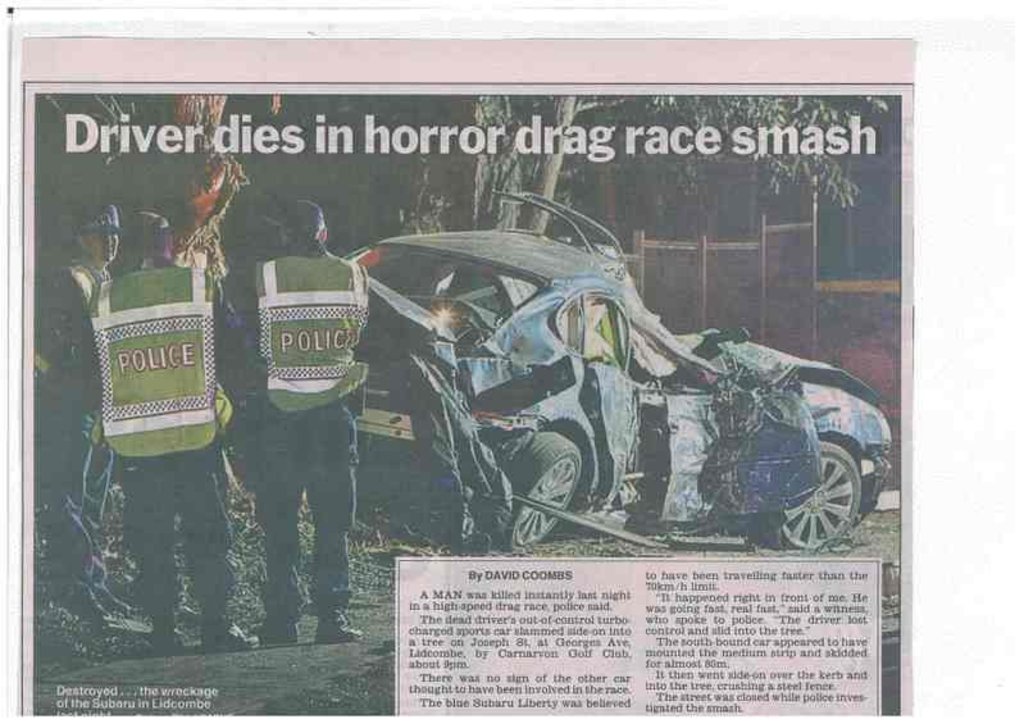 Driver dies in horror drag race smash
POLICE
POLICE
Destroyed . . . the wreckage
of the Subaru in Lidcombe
last night
By DAVID COOMBS
A MAN was killed instantly last night
in a high-speed drag race, police said.
The dead driver's out-of-control turbo-
charged sports car slammed side-on into
a tree on Joseph St, at Georges Ave,
Lidcombe, by Carnarvon Golf Club,
about 9pm.
There was no sign of the other car
thought to have been involved in the race.
The blue Subaru Liberty was believed
to have been travelling faster than the
70km/h limit.
"It happened right in front of me. He
was going fast, real fast," said a witness,
who spoke to police. "The driver lost
control and slid into the tree."
The south-bound car appeared to have
mounted the medium strip and skidded
for almost 80m.
It then went side-on over the kerb and
into the tree, crushing a steel fence.
The street was closed while police inves-
tigated the smash.